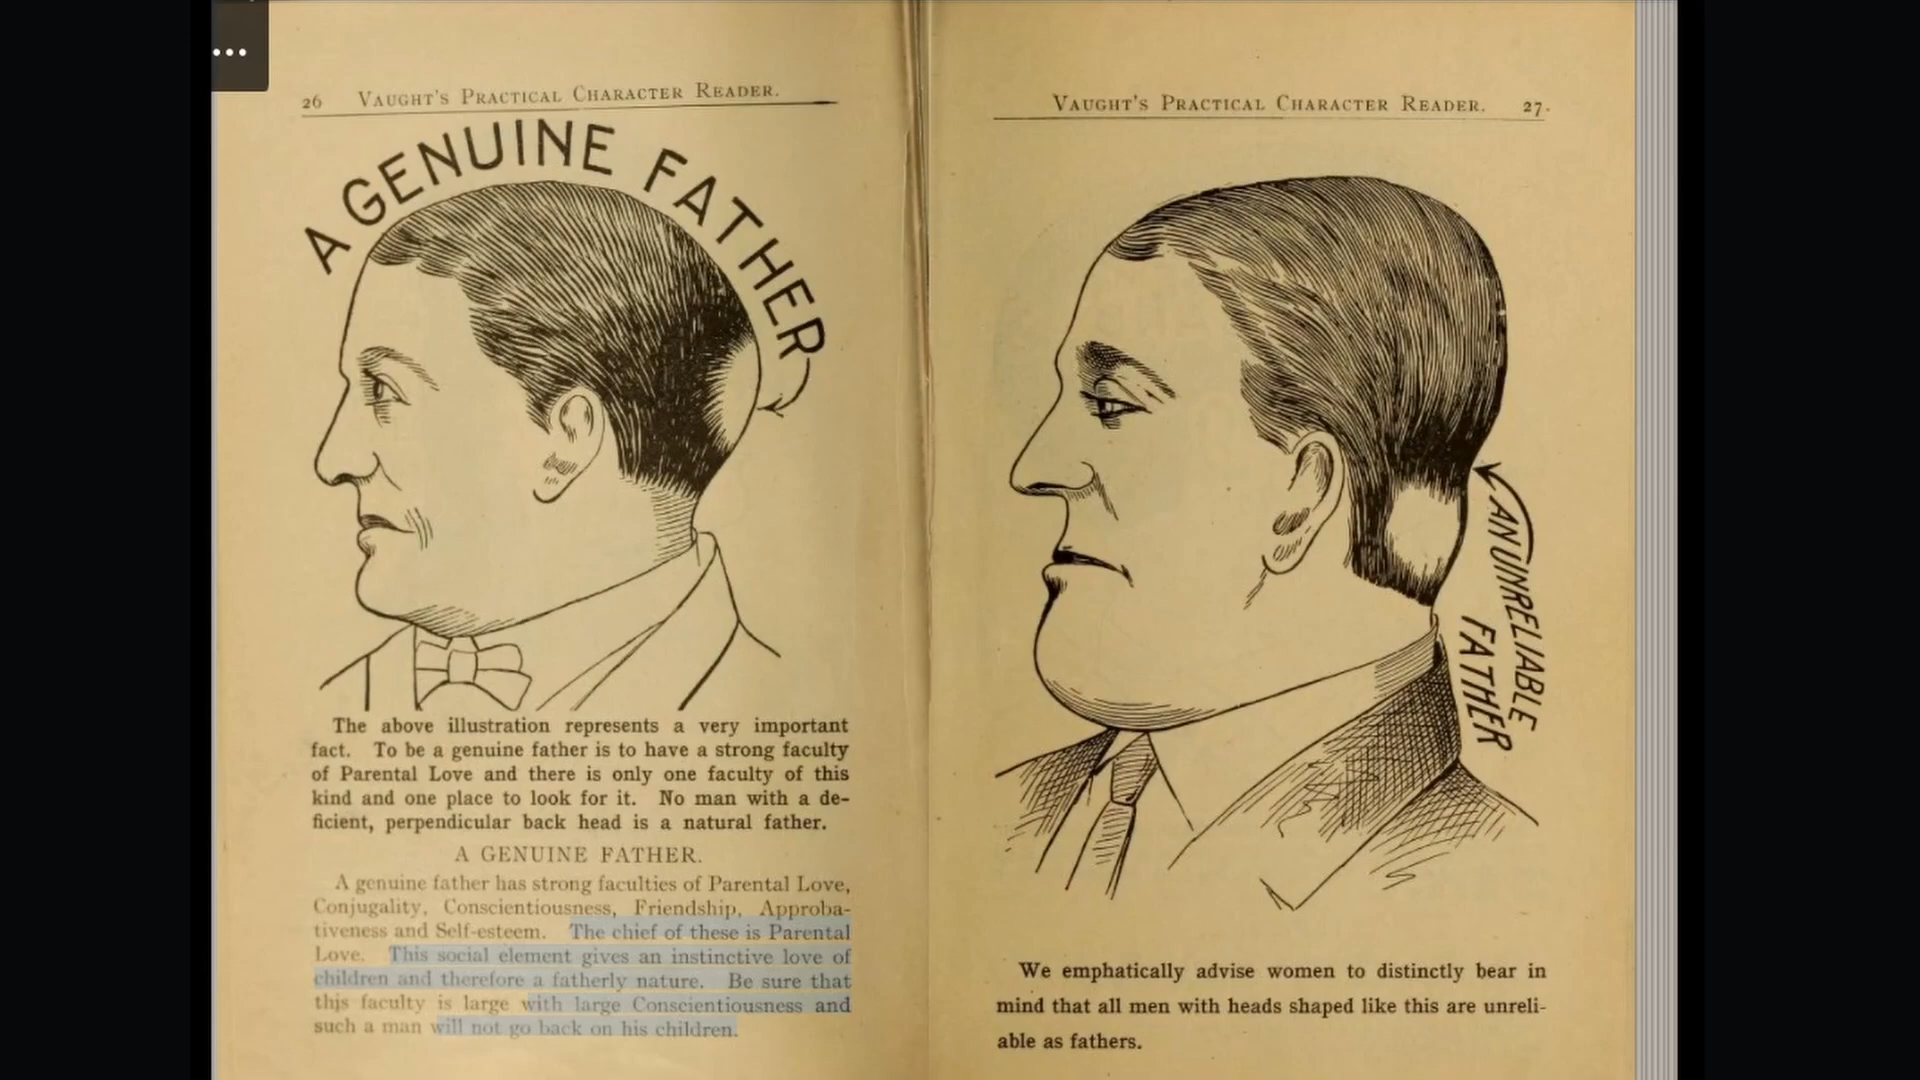 26 VAUGHT'S PRACTICAL CHARACTER READER.
A GENUINE FATHER
The above illustration represents a very important
fact. To be a genuine father is to have a strong faculty
of Parental Love and there is only one faculty of this
kind and one place to look for it. No man with a de-
ficient, perpendicular back head is a natural father.
A GENUINE FATHER.
A genuine father has strong faculties of Parental Love,
Conjugality, Conscientiousness, Friendship, Approba-
tiveness and Self-esteem. The chief of these is Parental
Love. This social element gives an instinctive love of
children and therefore a fatherly nature. Be sure that
this faculty is large with large Conscientiousness and
such a man will not go back on his children.
VAUGHT'S PRACTICAL CHARACTER READER. 27.
AN UNRELIABLE
FATHER
We emphatically advise women to distinctly bear in
mind that all men with heads shaped like this are unreli-
able as fathers.